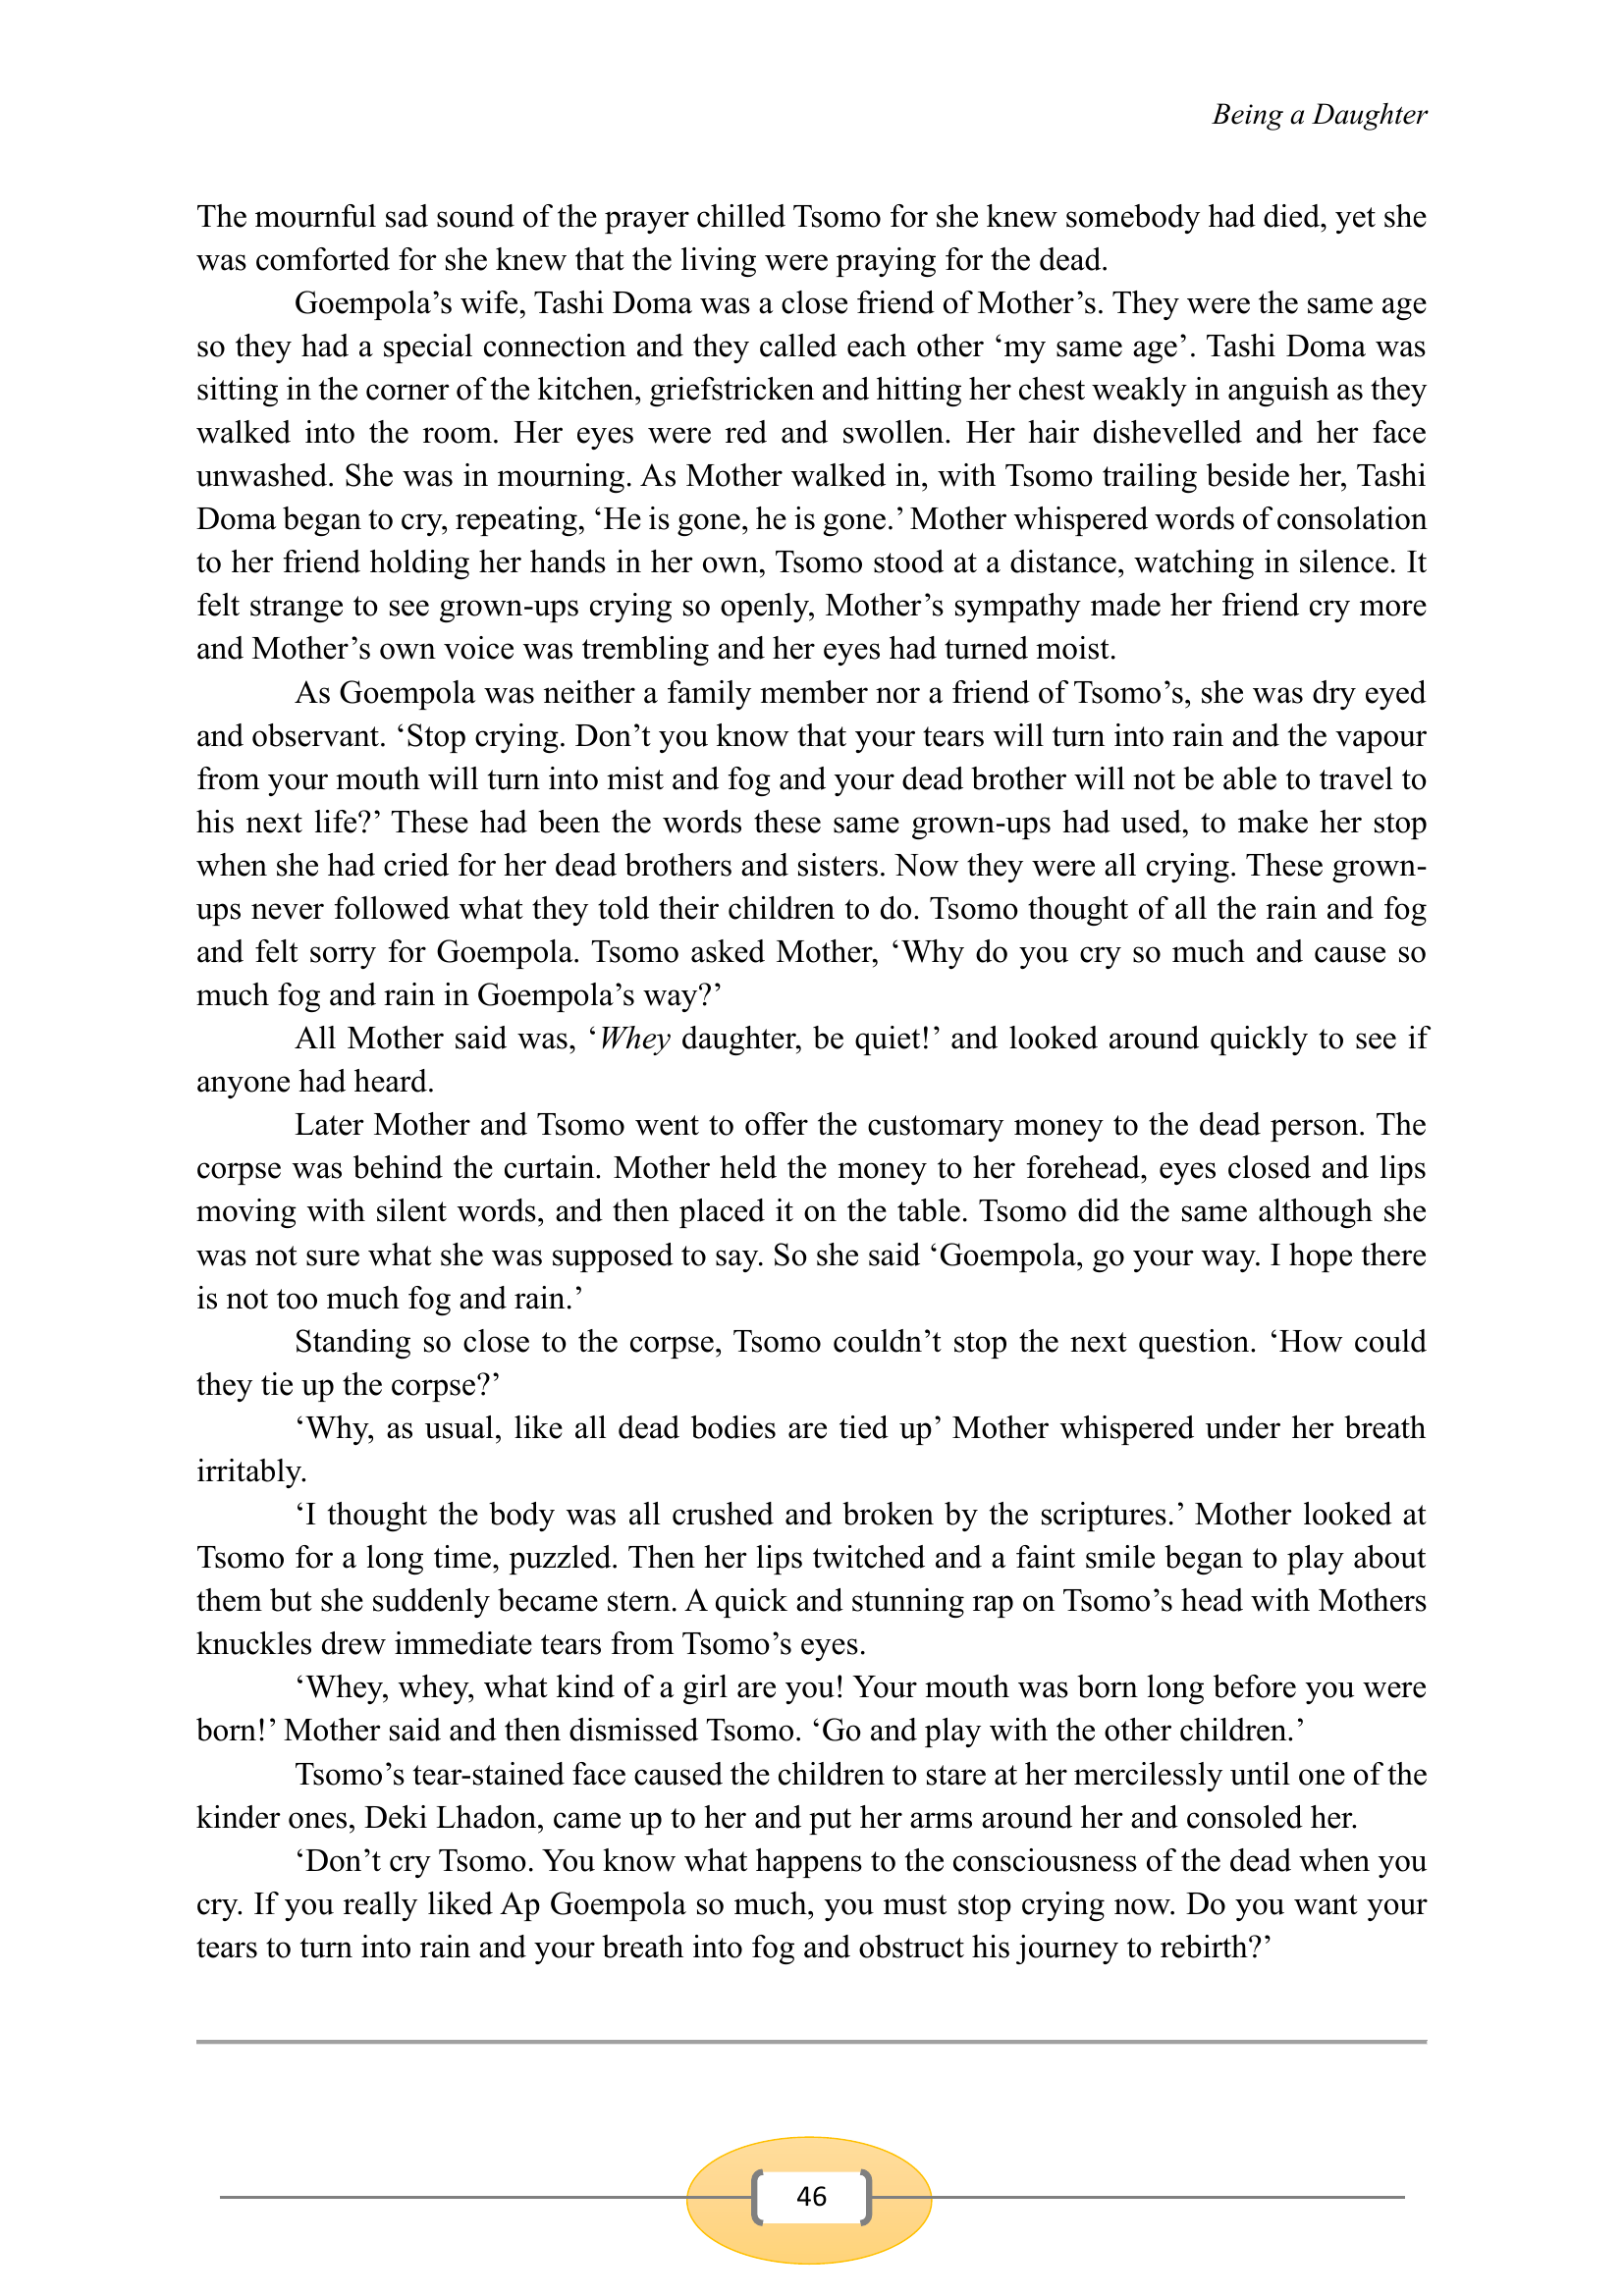 Being a Daughter
The mournful sad sound of the prayer chilled Tsomo for she knew somebody had died, yet she
was comforted for she knew that the living were praying for the dead.
Goempola’s wife, Tashi Doma was a close friend of Mother’s. They were the same age
so they had a special connection and they called each other ‘my same age’. Tashi Doma was
sitting in the corner of the kitchen, griefstricken and hitting her chest weakly in anguish as they
walked into the room. Her eyes were red and swollen. Her hair dishevelled and her face
unwashed. She was in mourning. As Mother walked in, with Tsomo trailing beside her, Tashi
Doma began to cry, repeating, ‘He is gone, he is gone.’ Mother whispered words of consolation
to her friend holding her hands in her own, Tsomo stood at a distance, watching in silence. It
felt strange to see grown-ups crying so openly, Mother’s sympathy made her friend cry more
and Mother’s own voice was trembling and her eyes had turned moist.
As Goempola was neither a family member nor a friend of Tsomo’s, she was dry eyed
and observant. ‘Stop crying. Don’t you know that your tears will turn into rain and the vapour
from your mouth will turn into mist and fog and your dead brother will not be able to travel to
his next life?’ These had been the words these same grown-ups had used, to make her stop
when she had cried for her dead brothers and sisters. Now they were all crying. These grown-
ups never followed what they told their children to do. Tsomo thought of all the rain and fog
and felt sorry for Goempola. Tsomo asked Mother, ‘Why do you cry so much and cause so
much fog and rain in Goempola’s way?’
All Mother said was, ‘Whey daughter, be quiet!’ and looked around quickly to see if
anyone had heard.
Later Mother and Tsomo went to offer the customary money to the dead person. The
corpse was behind the curtain. Mother held the money to her forehead, eyes closed and lips
moving with silent words, and then placed it on the table. Tsomo did the same although she
was not sure what she was supposed to say. So she said ‘Goempola, go your way. I hope there
is not too much fog and rain.’
Standing so close to the corpse, Tsomo couldn’t stop the next question. ‘How could
they tie up the corpse?’
‘Why, as usual, like all dead bodies are tied up’ Mother whispered under her breath
irritably.
‘I thought the body was all crushed and broken by the scriptures.’ Mother looked at
Tsomo for a long time, puzzled. Then her lips twitched and a faint smile began to play about
them but she suddenly became stern. A quick and stunning rap on Tsomo’s head with Mothers
knuckles drew immediate tears from Tsomo’s eyes.
‘Whey, whey, what kind of a girl are you! Your mouth was born long before you were
born!’ Mother said and then dismissed Tsomo. ‘Go and play with the other children.’
Tsomo’s tear-stained face caused the children to stare at her mercilessly until one of the
kinder ones, Deki Lhadon, came up to her and put her arms around her and consoled her.
‘Don’t cry Tsomo. You know what happens to the consciousness of the dead when you
cry. If you really liked Ap Goempola so much, you must stop crying now. Do you want your
tears to turn into rain and your breath into fog and obstruct his journey to rebirth?’
46